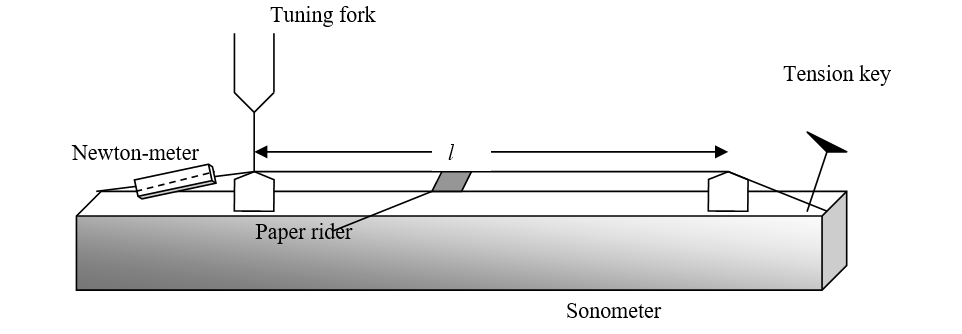 Tuning fork
Tension key
Newton-meter
l
Paper rider
Sonometer